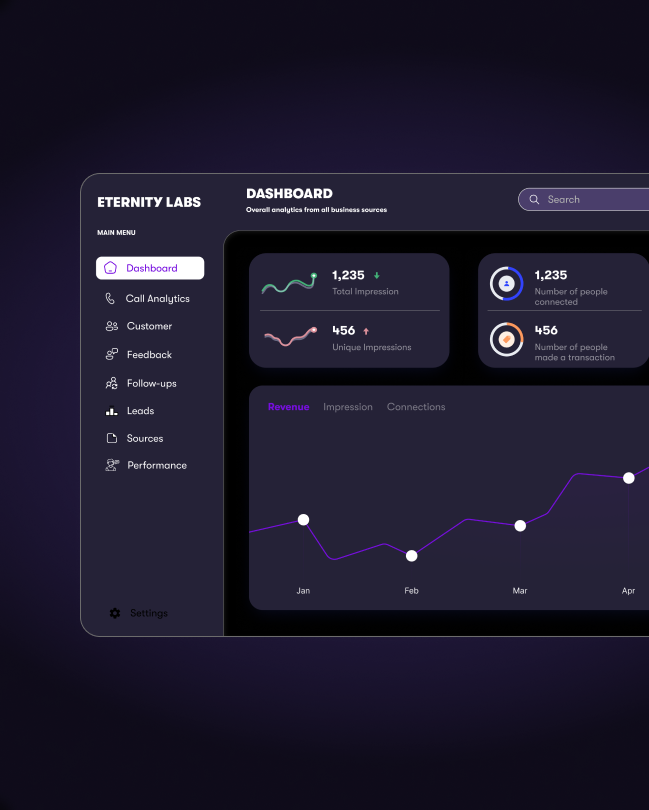 ETERNITY LABS
DASHBOARD
Overall analytics from all business sources
Search
MAIN MENU
Dashboard
Call Analytics
Customer
Feedback
Follow-ups
Leads
Sources
Performance
Settings
1,235
Total Impression
456
Unique Impressions
1,235
Number of people
connected
456
Number of people
made a transaction
Revenue Impression Connections
Jan Feb Mar Apr